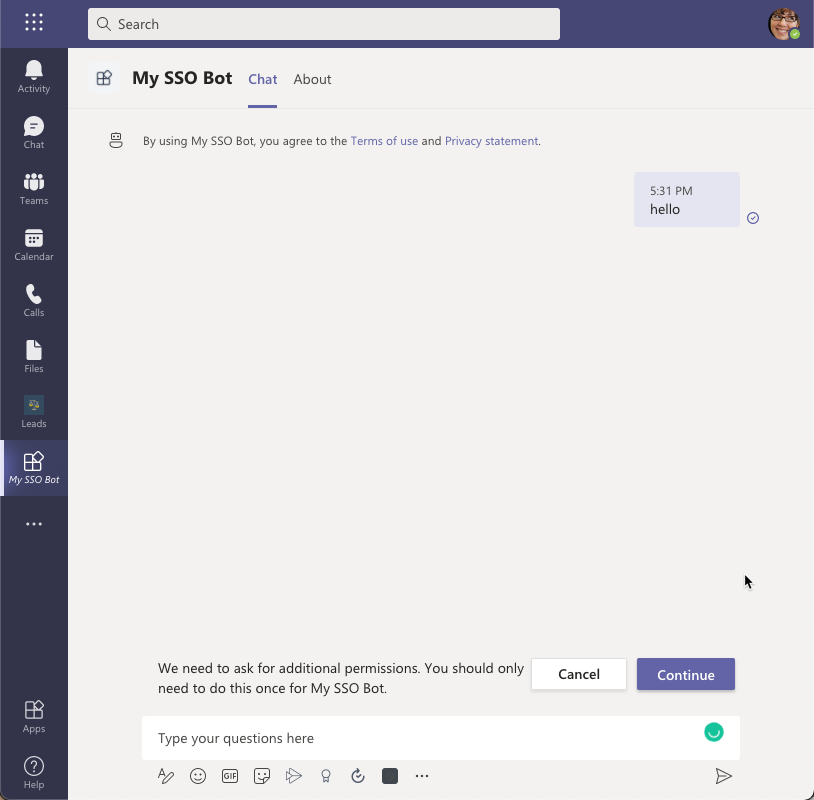 Search
Activity
Chat
Teams
Calendar
Calls
Files
Leads
My SSO Bot
Apps
Help
My SSO Bot Chat About
By using My SSO Bot, you agree to the Terms of use and Privacy statement.
5:31 PM
hello
We need to ask for additional permissions. You should only
need to do this once for My SSO Bot.
Cancel Continue
Type your questions here
GIF